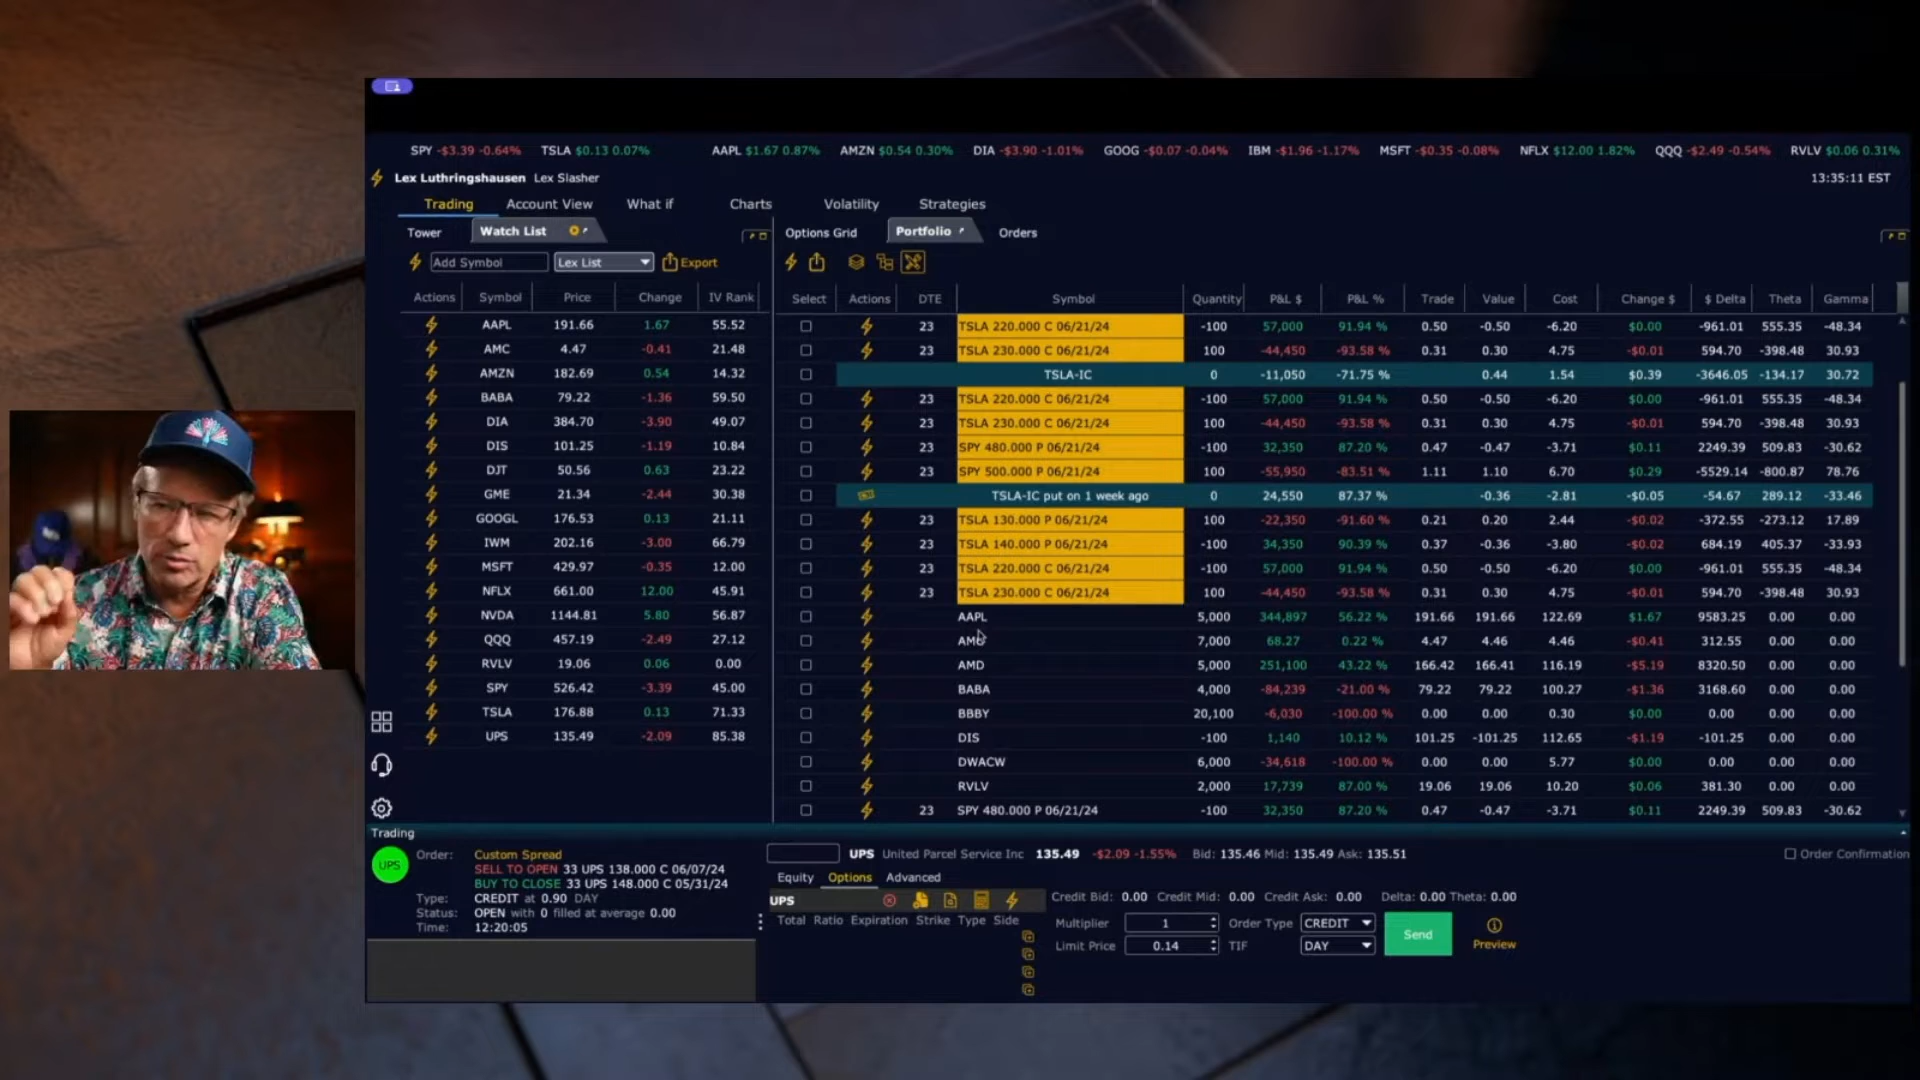 SPY -$3.39 -0.64% TSLA $0.13 0.07% AAPL $1.67 0.87% AMZN $0.54 0.30% DIA -$3.90 -1.01% GOOG -$0.07 -0.04% IBM -$1.96 -1.17% MSFT -$0.35 -0.08% NFLX $12.00 1.82% QQQ -$2.49 -0.54% RVLV $0.06 0.31%
Lex Luthringshausen Lex Slasher 13:35:11 EST
Trading Account View What if Charts Volatility Strategies
Tower Watch List
Add Symbol Lex List Export
Actions Symbol Price Change IV Rank
AAPL 191.66 1.67 55.52
AMC 4.47 -0.41 21.48
AMZN 182.69 0.54 14.32
BABA 79.22 -1.36 59.50
DIA 384.70 -3.90 49.07
DIS 101.25 -1.19 10.84
DJT 50.56 0.63 23.22
GME 21.34 -2.44 30.38
GOOGL 176.53 0.13 21.11
IWM 202.16 -3.00 66.79
MSFT 429.97 -0.35 12.00
NFLX 661.00 12.00 45.91
NVDA 1144.81 5.80 56.87
QQQ 457.19 -2.49 27.12
RVLV 19.06 0.06 0.00
SPY 526.42 -3.39 45.00
TSLA 176.88 0.13 71.33
UPS 135.49 -2.09 85.38
Options Grid Portfolio Orders
Select Actions DTE Symbol Quantity P&L $ P&L % Trade Value Cost Change $ $ Delta Theta Gamma
23 TSLA 220.000 C 06/21/24 -100 57,000 91.94 % 0.50 -0.50 -6.20 $0.00 -961.01 555.35 -48.34
23 TSLA 230.000 C 06/21/24 100 -44,450 -93.58 % 0.31 0.30 4.75 -$0.01 594.70 -398.48 30.93
TSLA-IC 0 -11,050 -71.75 % 0.44 1.54 $0.39 -3646.05 -134.17 30.72
23 TSLA 220.000 C 06/21/24 -100 57,000 91.94 % 0.50 -0.50 -6.20 $0.00 -961.01 555.35 -48.34
23 TSLA 230.000 C 06/21/24 100 -44,450 -93.58 % 0.31 0.30 4.75 -$0.01 594.70 -398.48 30.93
23 SPY 480.000 P 06/21/24 -100 32,350 87.20 % 0.47 -0.47 -3.71 $0.11 2249.39 509.83 -30.62
23 SPY 500.000 P 06/21/24 100 -55,950 -83.51 % 1.11 1.10 6.70 $0.29 -5529.14 -800.87 78.76
TSLA-IC put on 1 week ago 0 24,550 87.37 % -0.36 -2.81 -$0.05 -54.67 289.12 -33.46
23 TSLA 130.000 P 06/21/24 100 -22,350 -91.60 % 0.21 0.20 2.44 -$0.02 -372.55 -273.12 17.89
23 TSLA 140.000 P 06/21/24 -100 34,350 90.39 % 0.37 -0.36 -3.80 -$0.02 684.19 405.37 -33.93
23 TSLA 220.000 C 06/21/24 -100 57,000 91.94 % 0.50 -0.50 -6.20 $0.00 -961.01 555.35 -48.34
23 TSLA 230.000 C 06/21/24 100 -44,450 -93.58 % 0.31 0.30 4.75 -$0.01 594.70 -398.48 30.93
AAPL 5,000 344,897 56.22 % 191.66 191.66 122.69 $1.67 9583.25 0.00 0.00
AMC 7,000 68.27 0.22 % 4.47 4.46 4.46 -$0.41 312.55 0.00 0.00
AMD 5,000 251,100 43.22 % 166.42 166.41 116.19 -$5.19 8320.50 0.00 0.00
BABA 4,000 -84,239 -21.00 % 79.22 79.22 100.27 -$1.36 3168.60 0.00 0.00
BBBY 20,100 -6,030 -100.00 % 0.00 0.00 0.30 $0.00 0.00 0.00 0.00
DIS -100 1,140 10.12 % 101.25 -101.25 112.65 -$1.19 -101.25 0.00 0.00
DWACW 6,000 -34,618 -100.00 % 0.00 0.00 5.77 $0.00 0.00 0.00 0.00
RVLV 2,000 17,739 87.00 % 19.06 19.06 10.20 $0.06 381.30 0.00 0.00
23 SPY 480.000 P 06/21/24 -100 32,350 87.20 % 0.47 -0.47 -3.71 $0.11 2249.39 509.83 -30.62
Trading
UPS
Order: Custom Spread
SELL TO OPEN 33 UPS 138.000 C 06/07/24
BUY TO CLOSE 33 UPS 148.000 C 05/31/24
Type: CREDIT at 0.90 DAY
Status: OPEN with 0 filled at average 0.00
Time: 12:20:05
UPS United Parcel Service Inc 135.49 -$2.09 -1.55% Bid: 135.46 Mid: 135.49 Ask: 135.51 Order Confirmation
Equity Options Advanced
UPS
Total Ratio Expiration Strike Type Side
Credit Bid: 0.00 Credit Mid: 0.00 Credit Ask: 0.00 Delta: 0.00 Theta: 0.00
Multiplier 1 Order Type CREDIT
Limit Price 0.14 TIF DAY
Send
Preview